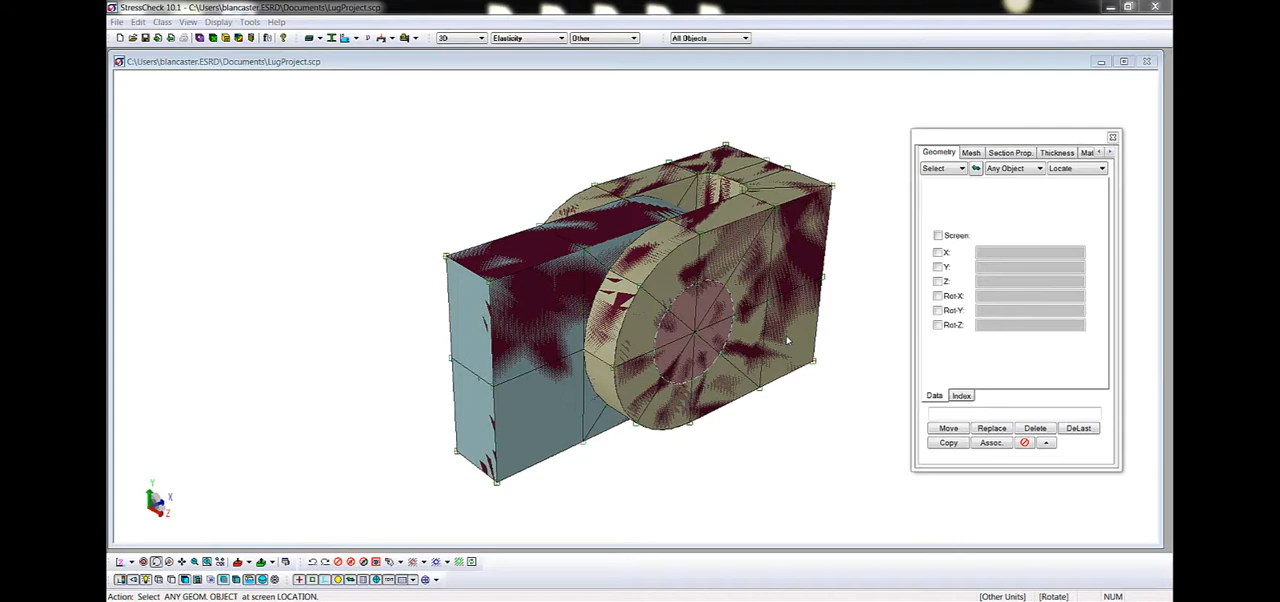 StressCheck 10.1 - C:\Users\blancaster.ESRD\Documents\LugProject.scp
File Edit Class View Display Tools Help
3D Elasticity Other All Objects
C:\Users\blancaster.ESRD\Documents\LugProject.scp
Geometry Mesh Section Prop. Thickness Mat
Select Any Object Locate
Screen:
X:
Y:
Z:
Rot-X:
Rot-Y:
Rot-Z:
Data Index
Move Replace Delete DeLast
Copy Assoc.
Y
X
Z
Action: Select ANY GEOM. OBJECT at screen LOCATION. [Other Units] [Rotate] NUM